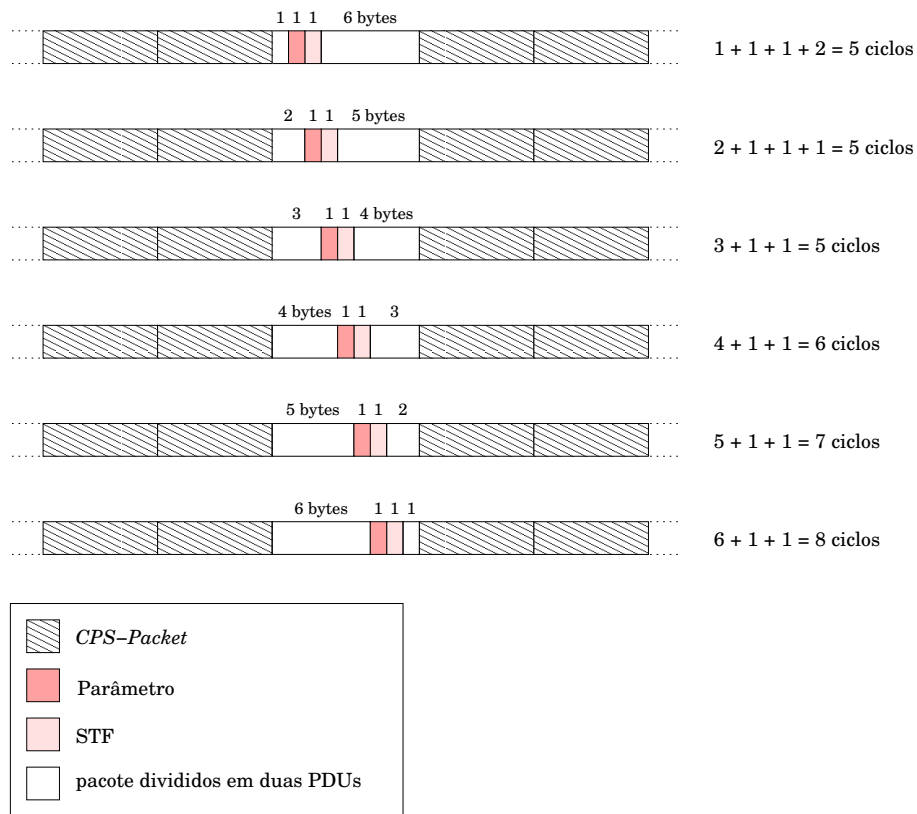 1 1 1 6 bytes
1 + 1 + 1 + 2 = 5 ciclos
2 1 1 5 bytes
2 + 1 + 1 + 1 = 5 ciclos
3 1 1 4 bytes
3 + 1 + 1 = 5 ciclos
4 bytes 1 1 3
4 + 1 + 1 = 6 ciclos
5 bytes 1 1 2
5 + 1 + 1 = 7 ciclos
6 bytes 1 1 1
6 + 1 + 1 = 8 ciclos
CPS–Packet
Parâmetro
STF
pacote divididos em duas PDUs